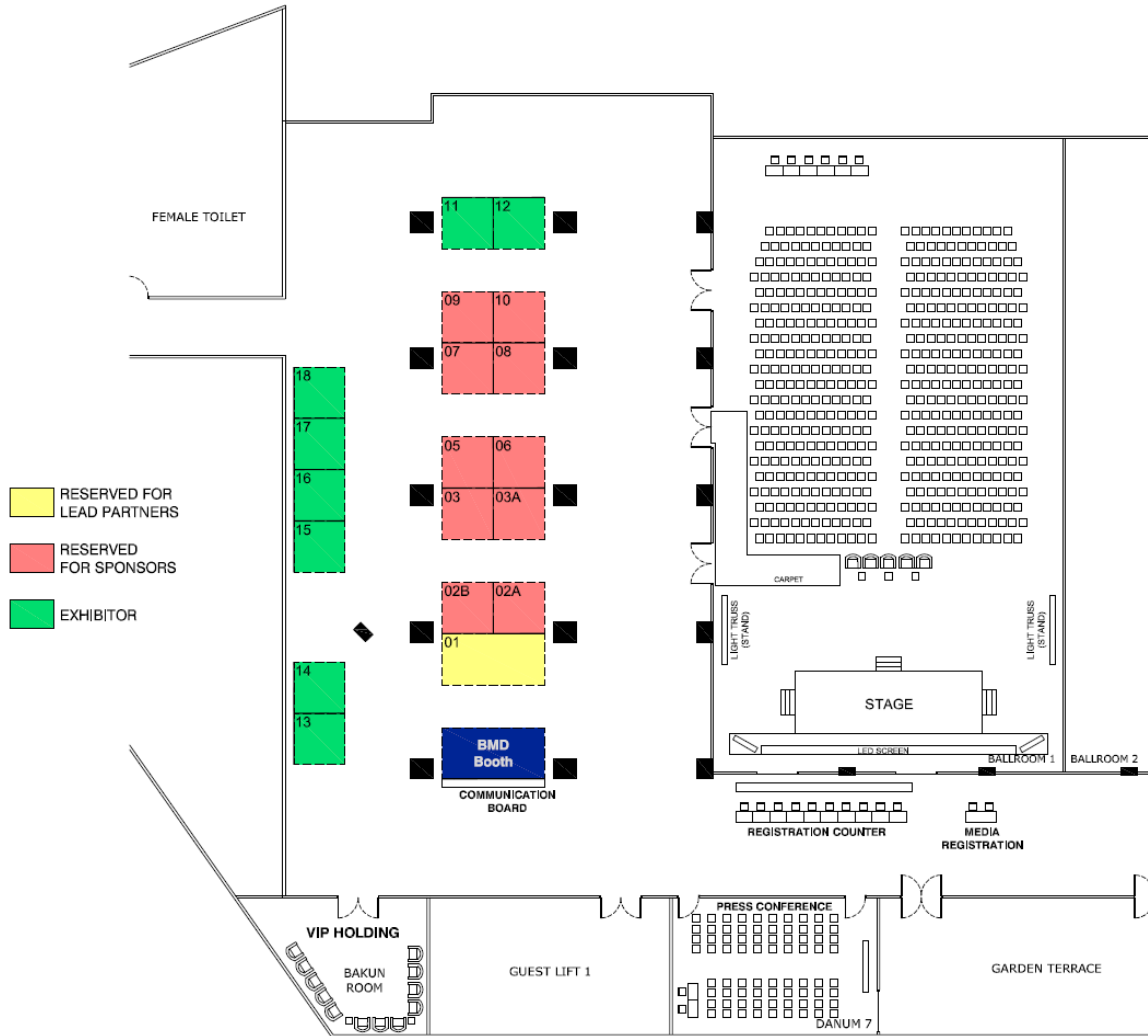 FEMALE TOILET
11
12
09
10
07
08
18
17
16
15
05
06
03
03A
RESERVED FOR
LEAD PARTNERS
RESERVED
FOR SPONSORS
EXHIBITOR
02B
02A
01
14
13
BMD
Booth
COMMUNICATION
BOARD
CARPET
LIGHT TRUSS
(STAND)
LIGHT TRUSS
(STAND)
STAGE
LED SCREEN
BALLROOM 1
BALLROOM 2
REGISTRATION COUNTER
MEDIA
REGISTRATION
VIP HOLDING
BAKUN
ROOM
GUEST LIFT 1
PRESS CONFERENCE
DANUM 7
GARDEN TERRACE